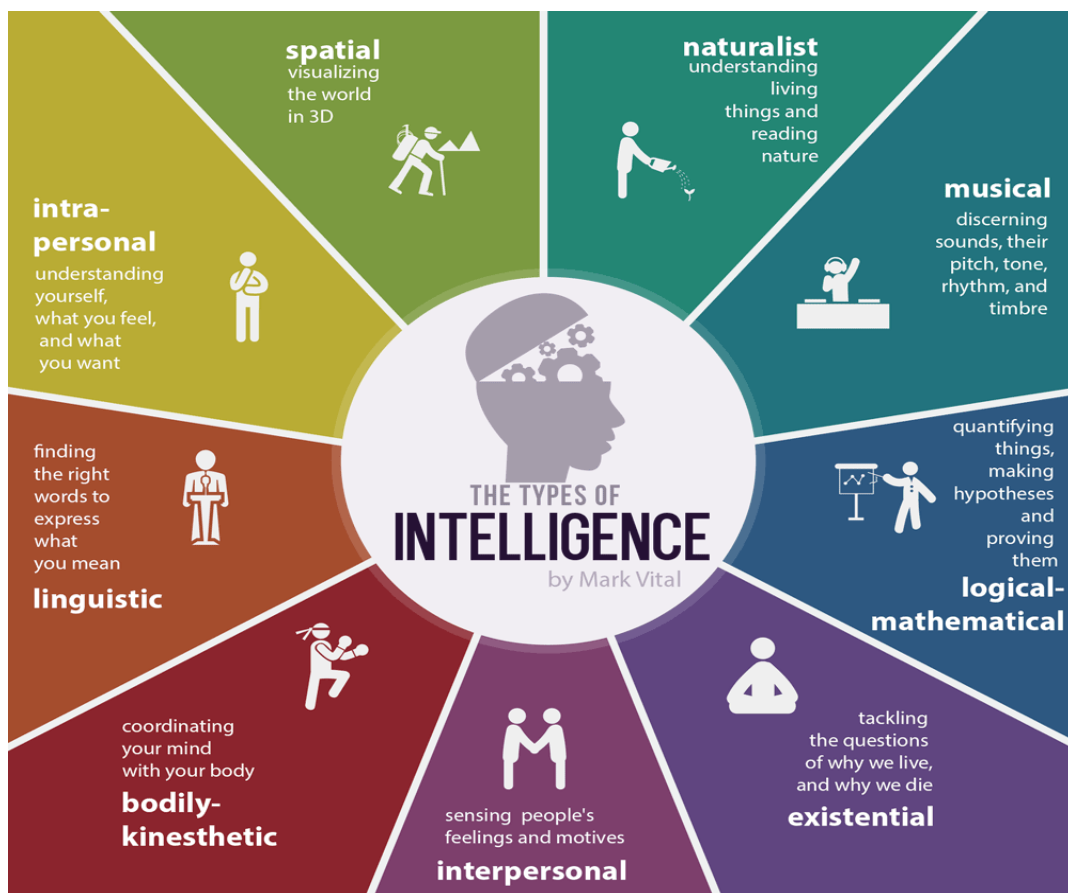 spatial
visualizing
the world
in 3D
naturalist
understanding
living
things and
reading
nature
musical
discerning
sounds, their
pitch, tone,
rhythm, and
timbre
quantifying
things,
making
hypotheses
and
proving
them
logical-
mathematical
tackling
the questions
of why we live,
and why we die
existential
sensing people's
feelings and motives
interpersonal
coordinating
your mind
with your body
bodily-
kinesthetic
finding
the right
words to
express
what
you mean
linguistic
intra-
personal
understanding
yourself,
what you feel,
and what
you want
THE TYPES OF
INTELLIGENCE
by Mark Vital